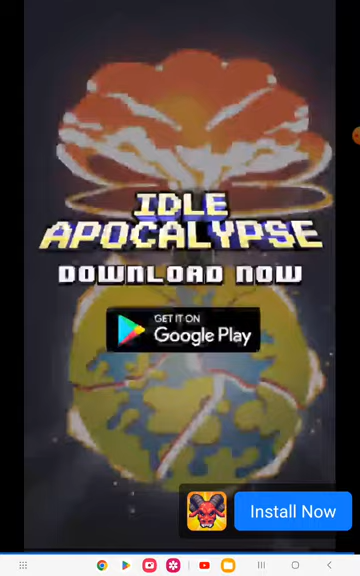 IDLE
APOCALYPSE
DOWNLOAD NOW
GET IT ON
Google Play
Install Now